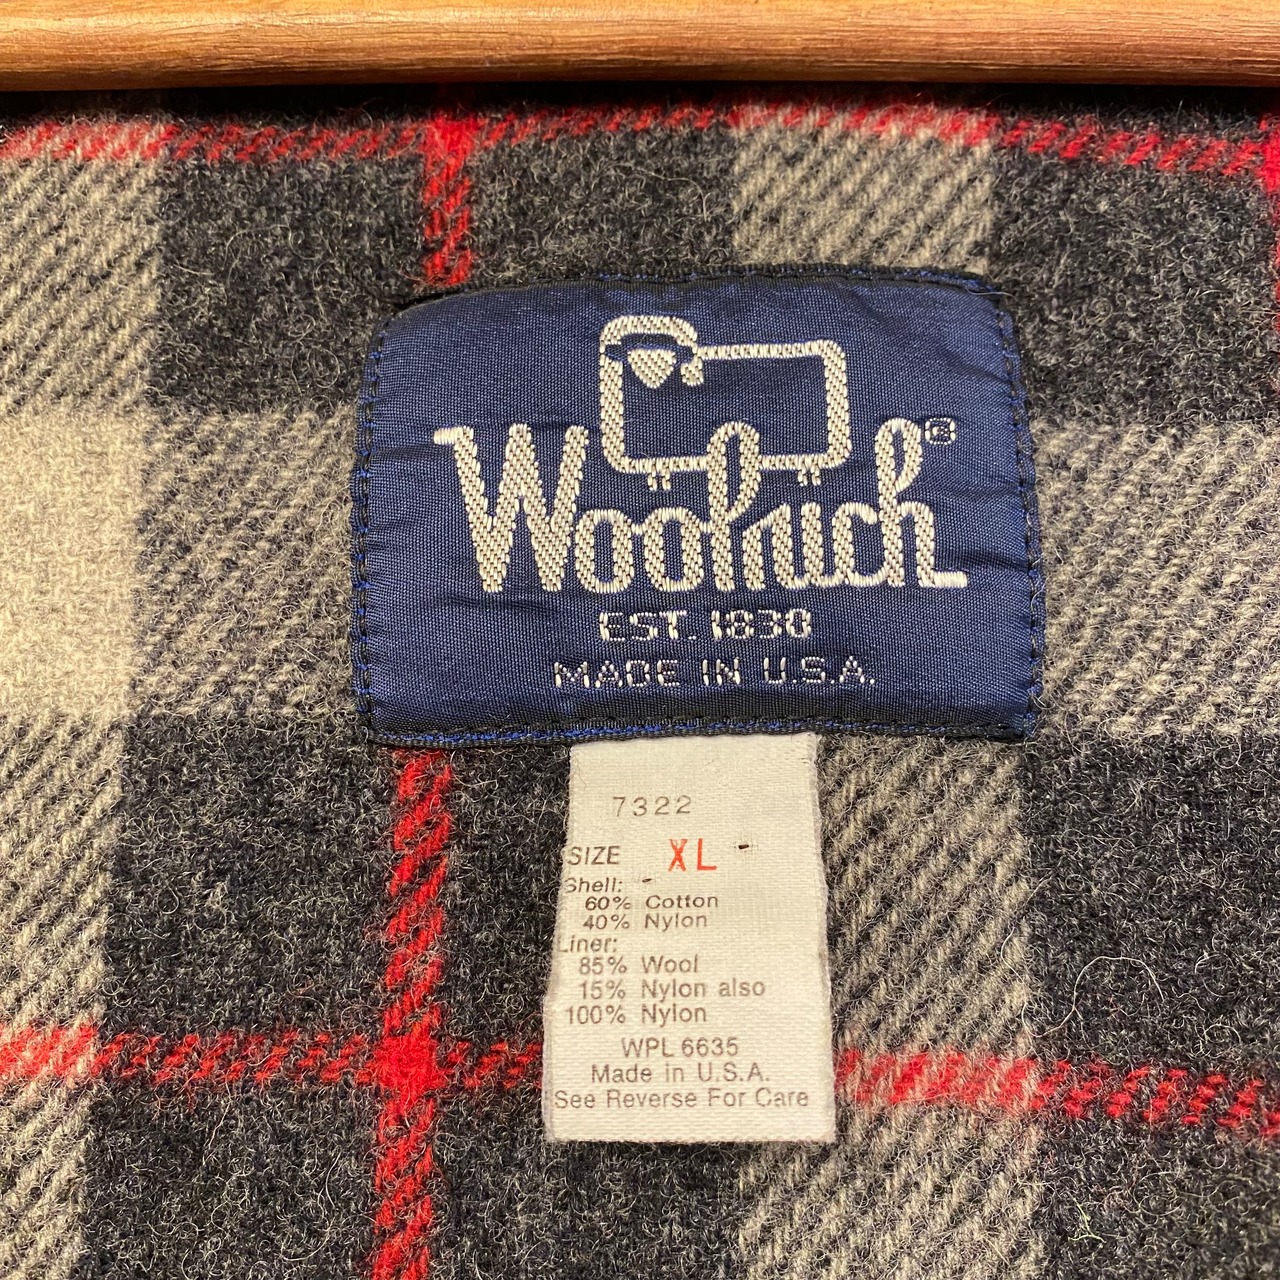 Woolrich®
EST. 1830
MADE IN U.S.A.
7322
SIZE XL
Shell:
60% Cotton
40% Nylon
Liner:
85% Wool
15% Nylon also
100% Nylon
WPL 6635
Made in U.S.A.
See Reverse For Care